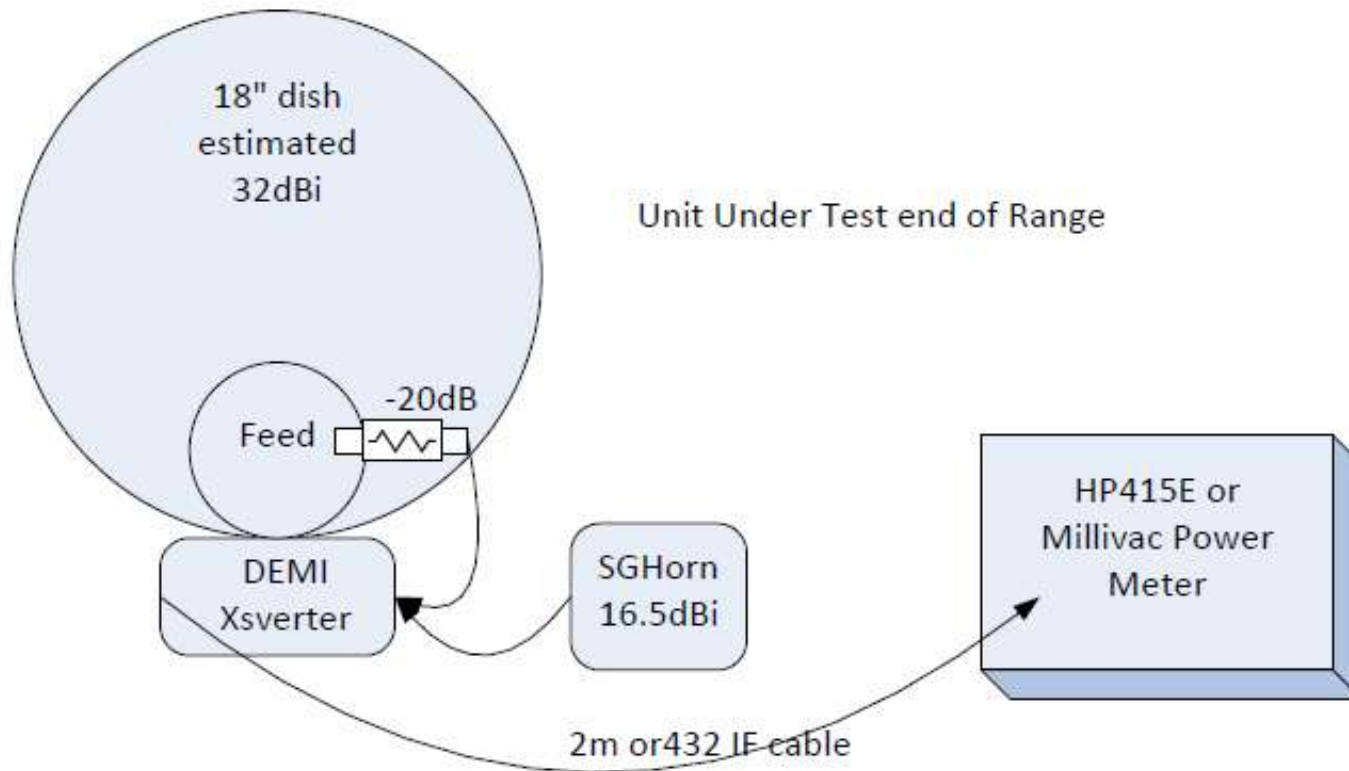 18" dish
estimated
32dBi
Unit Under Test end of Range
-20dB
Feed
HP415E or
Millivac Power
Meter
DEMI
Xsverter
SGHorn
16.5dBi
2m or432 IF cable